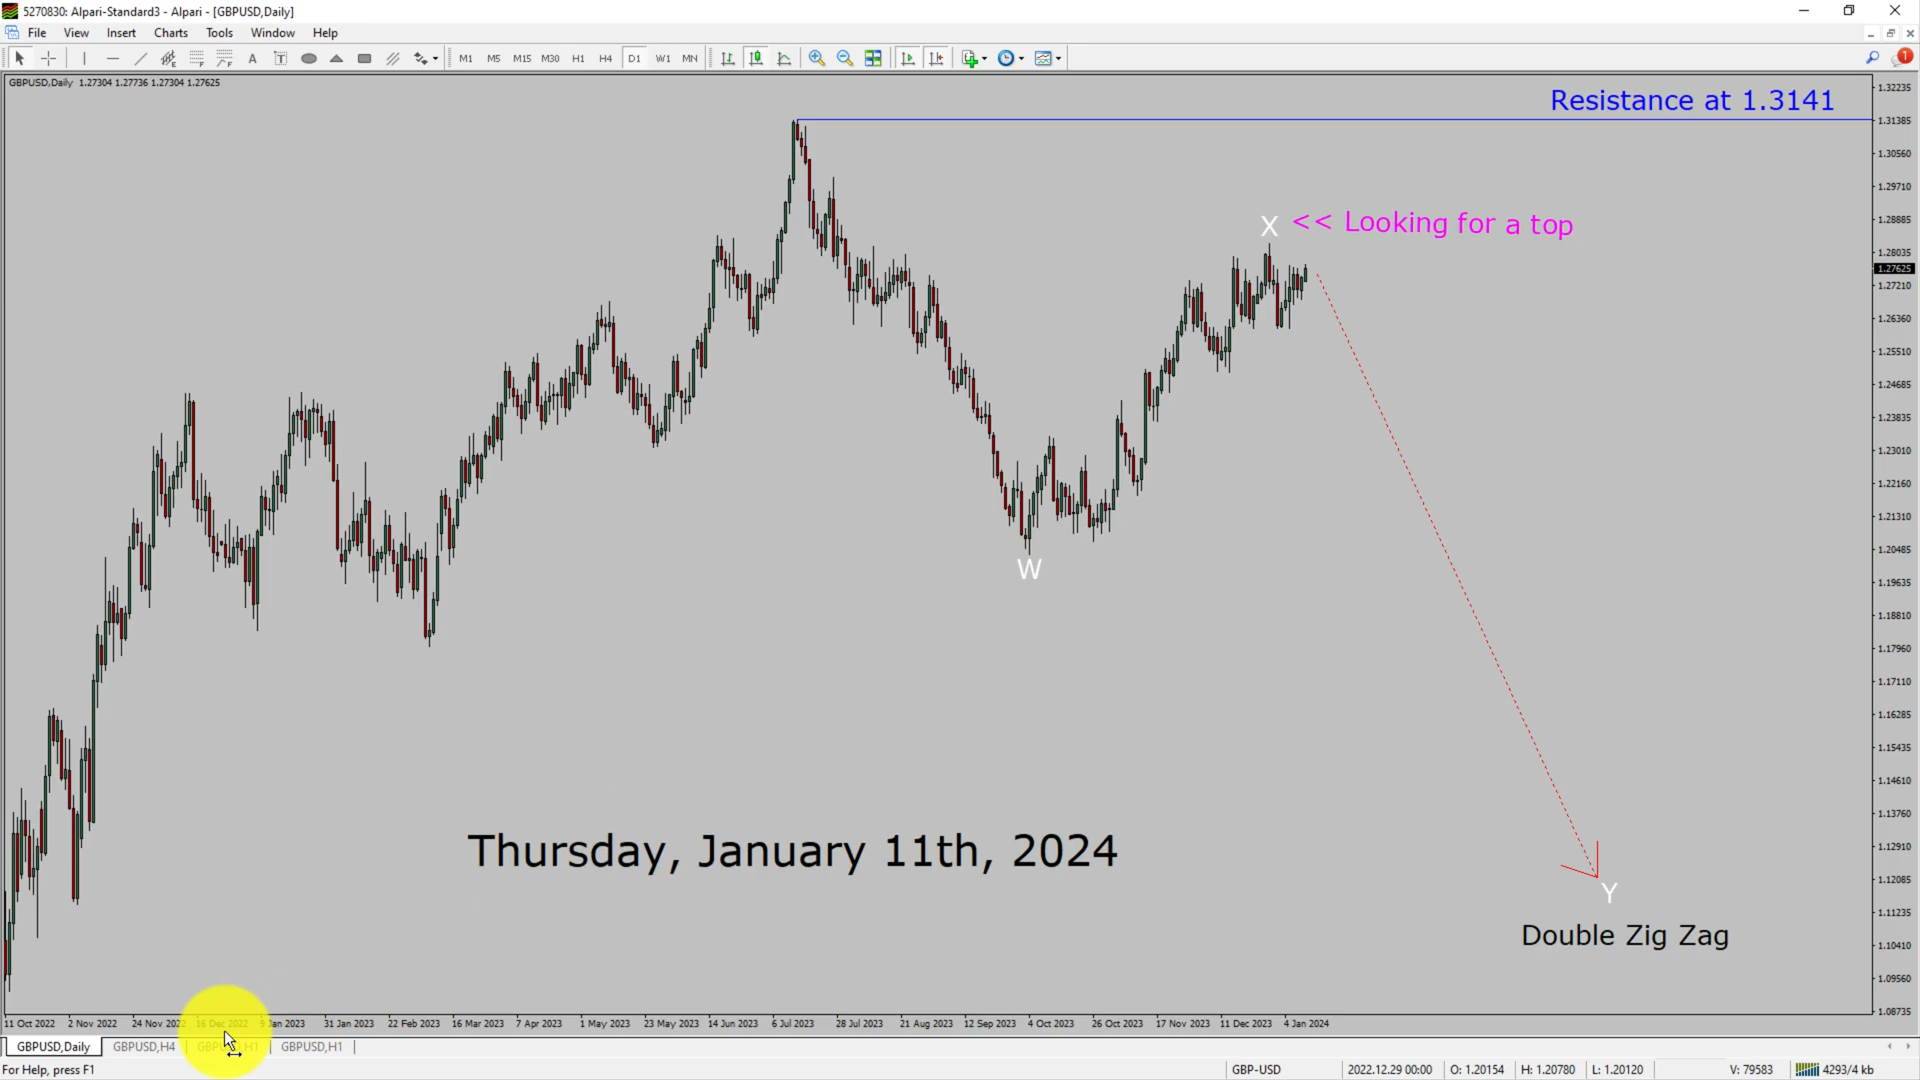 5270830: Alpari-Standard3 - Alpari - [GBPUSD,Daily]
File View Insert Charts Tools Window Help
A T M1 M5 M15 M30 H1 H4 D1 W1 MN 1
GBPUSD,Daily 1.27304 1.27736 1.27304 1.27625
1.32235
Resistance at 1.3141
1.31385
1.30560
1.29710
1.28885
X << Looking for a top
1.28035
1.27625
1.27210
1.26360
1.25510
1.24685
1.23835
1.23010
1.22160
1.21310
1.20485
W
1.19635
1.18810
1.17960
1.17110
1.16285
1.15435
1.14610
1.13760
Thursday, January 11th, 2024
1.12910
1.12085
Y
1.11235
Double Zig Zag
1.10410
1.09560
1.08735
11 Oct 2022 2 Nov 2022 24 Nov 2022 16 Dec 2022 9 Jan 2023 31 Jan 2023 22 Feb 2023 16 Mar 2023 7 Apr 2023 1 May 2023 23 May 2023 14 Jun 2023 6 Jul 2023 28 Jul 2023 21 Aug 2023 12 Sep 2023 4 Oct 2023 26 Oct 2023 17 Nov 2023 11 Dec 2023 4 Jan 2024
GBPUSD,Daily GBPUSD,H4 GBPUSD,H1 GBPUSD,H1
For Help, press F1 GBP-USD 2022.12.29 00:00 O: 1.20154 H: 1.20780 L: 1.20120 V: 79583 4293/4 kb